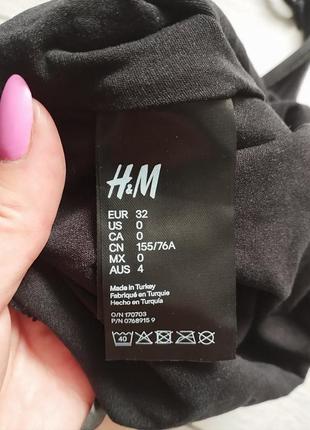 H&M
EUR 32
US 0
CA 0
CN 155/76A
MX 0
AUS 4
Made in Turkey
Fabriqué en Turquie
Hecho en Turquía
O/N 170703
P/N 0768915 9
40